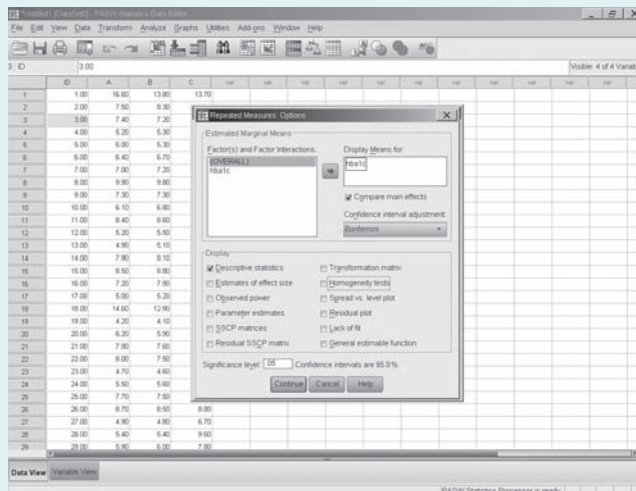 *Untitled1 [DataSet0] - PASW Statistics Data Editor
File Edit View Data Transform Analyze Graphs Utilities Add-ons Window Help
3 : ID 3.00 Visible: 4 of 4 Variab
ID A B C var var var var var var var var var
1 1.00 16.60 13.80 13.70
2 2.00 7.50 8.30
3 3.00 7.40 7.20
4 4.00 5.20 5.30
5 5.00 6.00 5.30
6 6.00 6.40 6.70
7 7.00 7.00 7.20
8 8.00 9.90 9.80
9 9.00 7.30 7.30
10 10.00 6.10 6.80
11 11.00 8.40 8.60
12 12.00 5.20 5.50
13 13.00 4.90 5.10
14 14.00 7.90 8.10
15 15.00 8.50 8.80
16 16.00 7.20 7.90
17 17.00 5.00 5.20
18 18.00 14.60 12.90
19 19.00 4.20 4.10
20 20.00 6.20 5.90
21 21.00 7.90 7.60
22 22.00 8.00 7.50
23 23.00 4.70 4.60
24 24.00 5.50 5.60
25 25.00 7.70 7.50
26 26.00 8.70 8.50 8.80
27 27.00 4.90 4.80 6.70
28 28.00 5.40 5.40 9.60
29 29.00 5.90 6.00 7.80
Repeated Measures: Options
Estimated Marginal Means
Factor(s) and Factor Interactions:
(OVERALL)
hba1c
Display Means for:
hba1c
Compare main effects
Confidence interval adjustment:
Bonferroni
Display
Descriptive statistics Transformation matrix
Estimates of effect size Homogeneity tests
Observed power Spread vs. level plot
Parameter estimates Residual plot
SSCP matrices Lack of fit
Residual SSCP matrix General estimable function
Significance level: .05 Confidence intervals are 95.0%
Continue Cancel Help
Data View Variable View
PASW Statistics Processor is ready